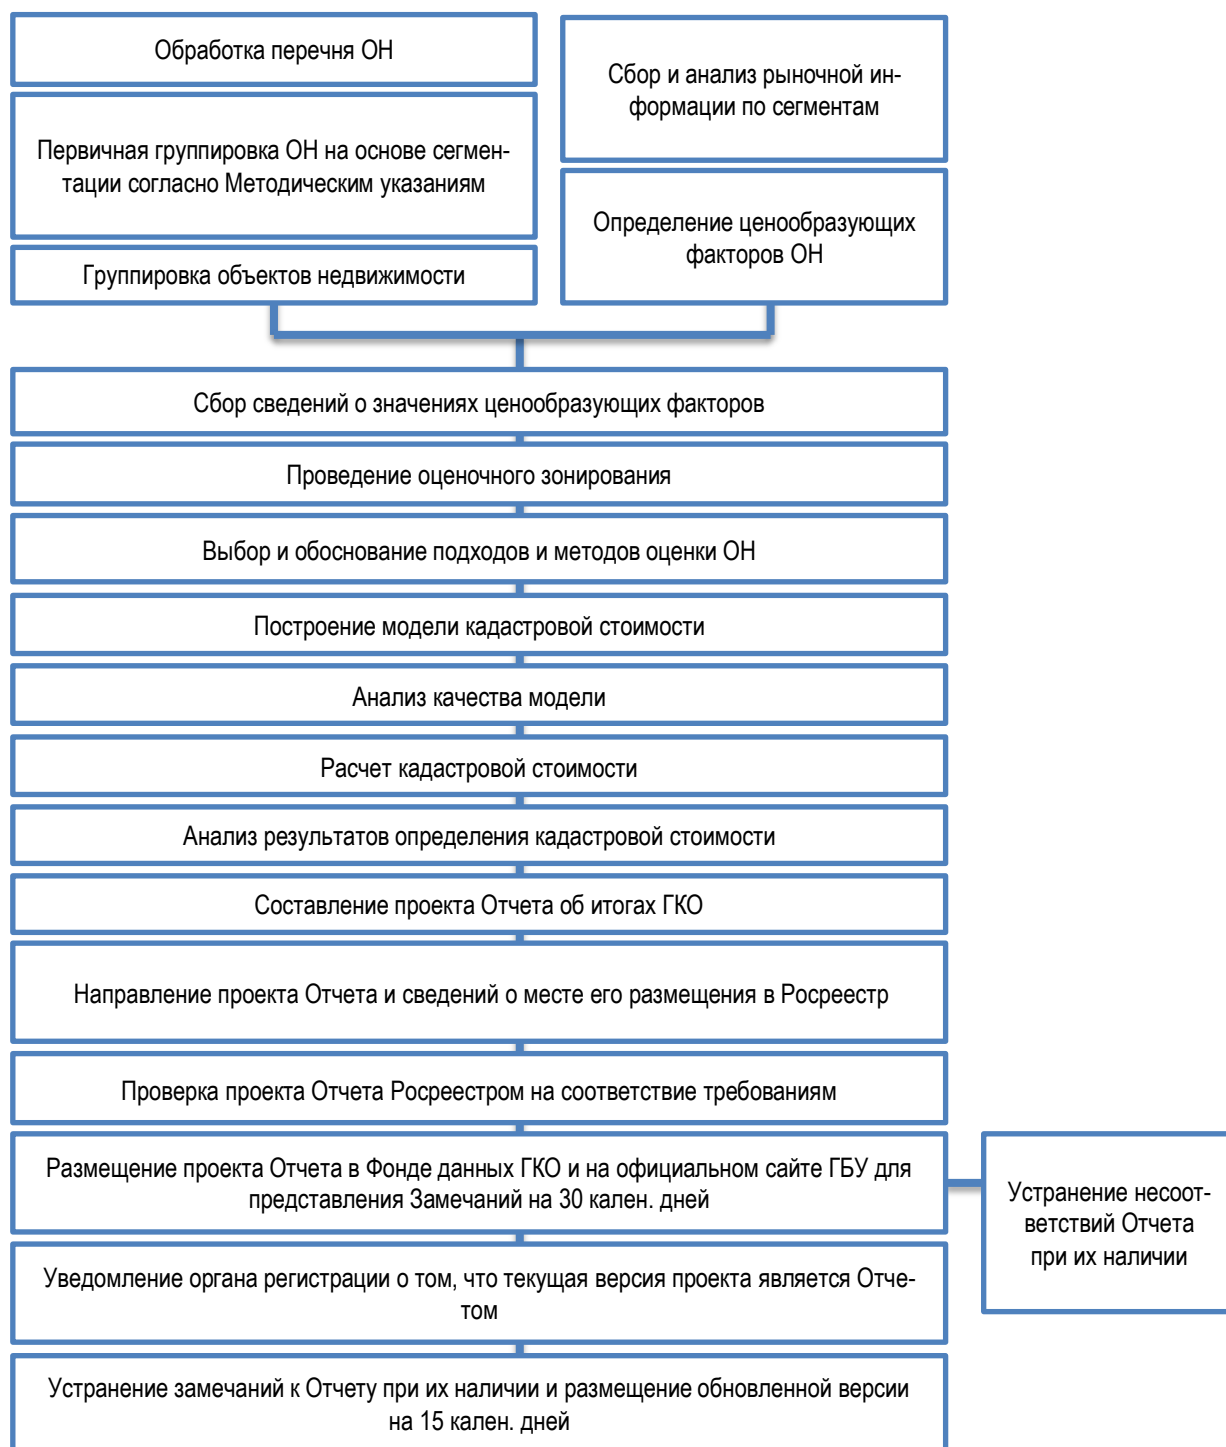 Обработка перечня ОН
Первичная группировка ОН на основе сегмен-
тации согласно Методическим указаниям
Группировка объектов недвижимости
Сбор и анализ рыночной ин-
формации по сегментам
Определение ценообразующих
факторов ОН
Сбор сведений о значениях ценообразующих факторов
Проведение оценочного зонирования
Выбор и обоснование подходов и методов оценки ОН
Построение модели кадастровой стоимости
Анализ качества модели
Расчет кадастровой стоимости
Анализ результатов определения кадастровой стоимости
Составление проекта Отчета об итогах ГКО
Направление проекта Отчета и сведений о месте его размещения в Росреестр
Проверка проекта Отчета Росреестром на соответствие требованиям
Размещение проекта Отчета в Фонде данных ГКО и на официальном сайте ГБУ для
представления Замечаний на 30 кален. дней
Устранение несоот-
ветствий Отчета
при их наличии
Уведомление органа регистрации о том, что текущая версия проекта является Отче-
том
Устранение замечаний к Отчету при их наличии и размещение обновленной версии
на 15 кален. дней